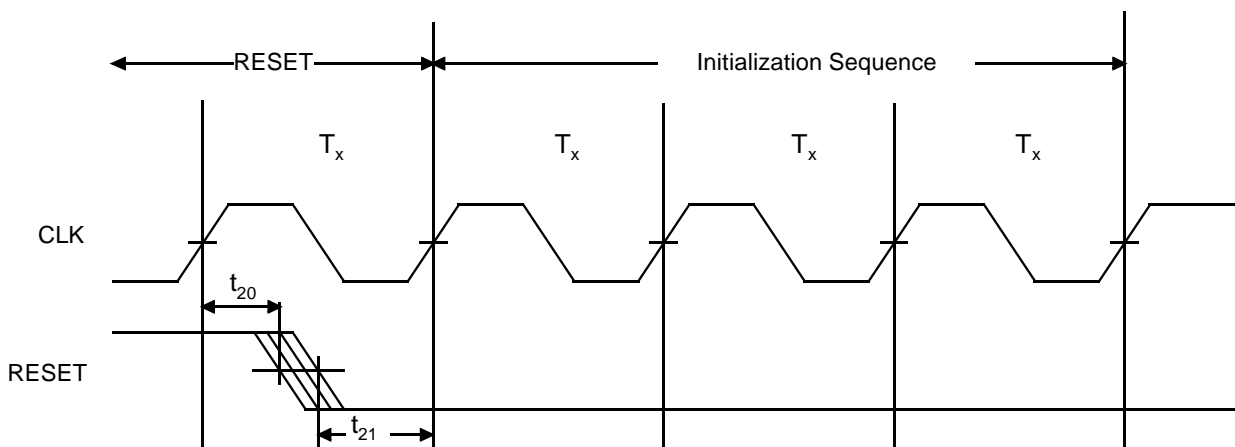 RESET Initialization Sequence
Tx Tx Tx Tx
CLK
t20
RESET
t21